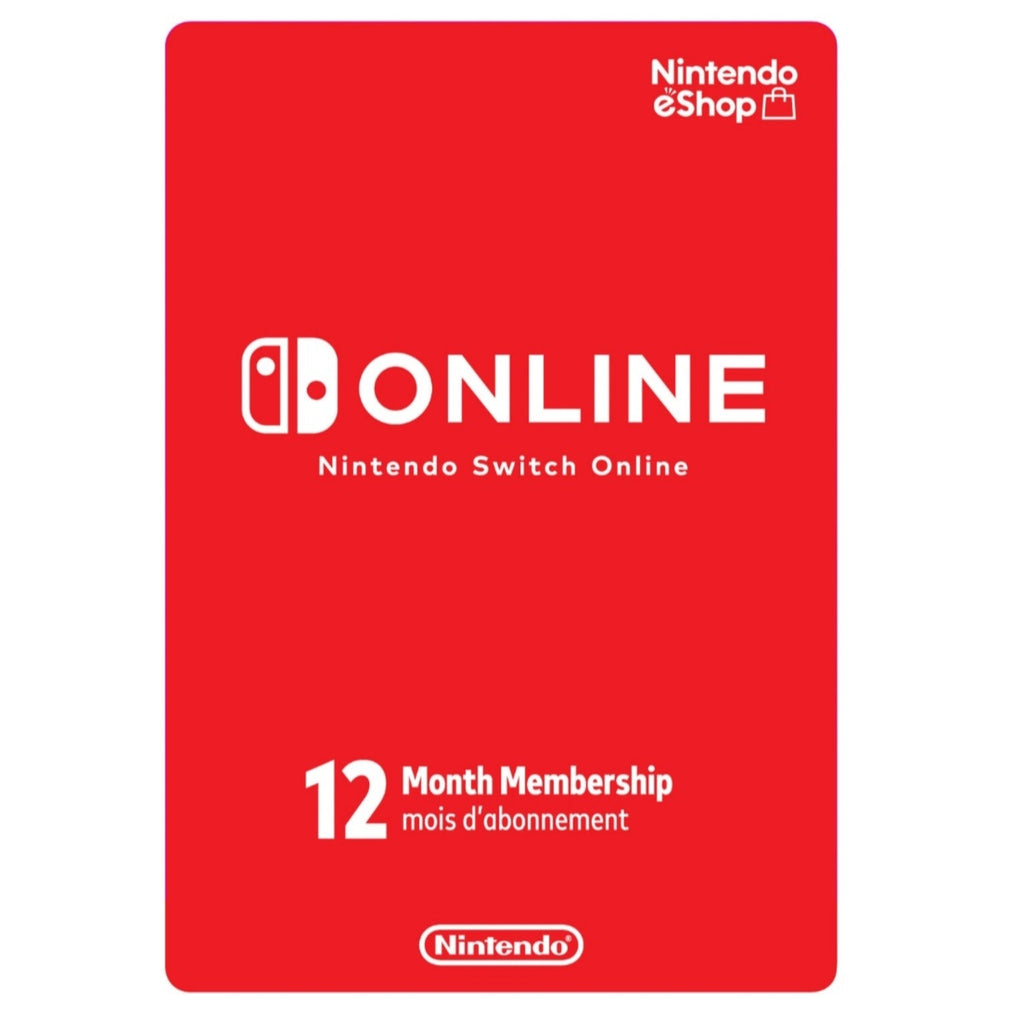 Nintendo
eShop
ONLINE
Nintendo Switch Online
12 Month Membership
mois d'abonnement
Nintendo®